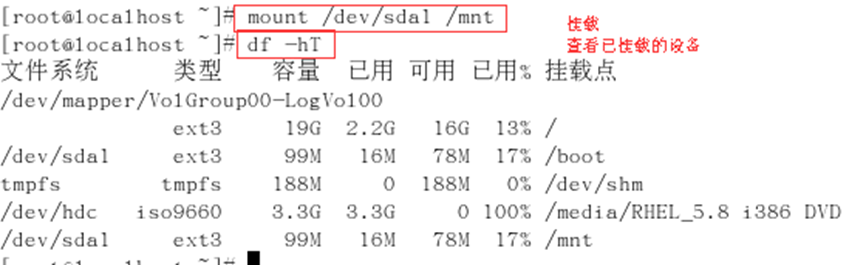 [root@localhost ~]# mount /dev/sda1 /mnt 挂载
[root@localhost ~]# df -hT 查看已挂载的设备
文件系统 类型 容量 已用 可用 已用% 挂载点
/dev/mapper/VolGroup00-LogVol00
ext3 19G 2.2G 16G 13% /
/dev/sda1 ext3 99M 16M 78M 17% /boot
tmpfs tmpfs 188M 0 188M 0% /dev/shm
/dev/hdc iso9660 3.3G 3.3G 0 100% /media/RHEL_5.8 i386 DVD
/dev/sda1 ext3 99M 16M 78M 17% /mnt
[root@localhost ~]#